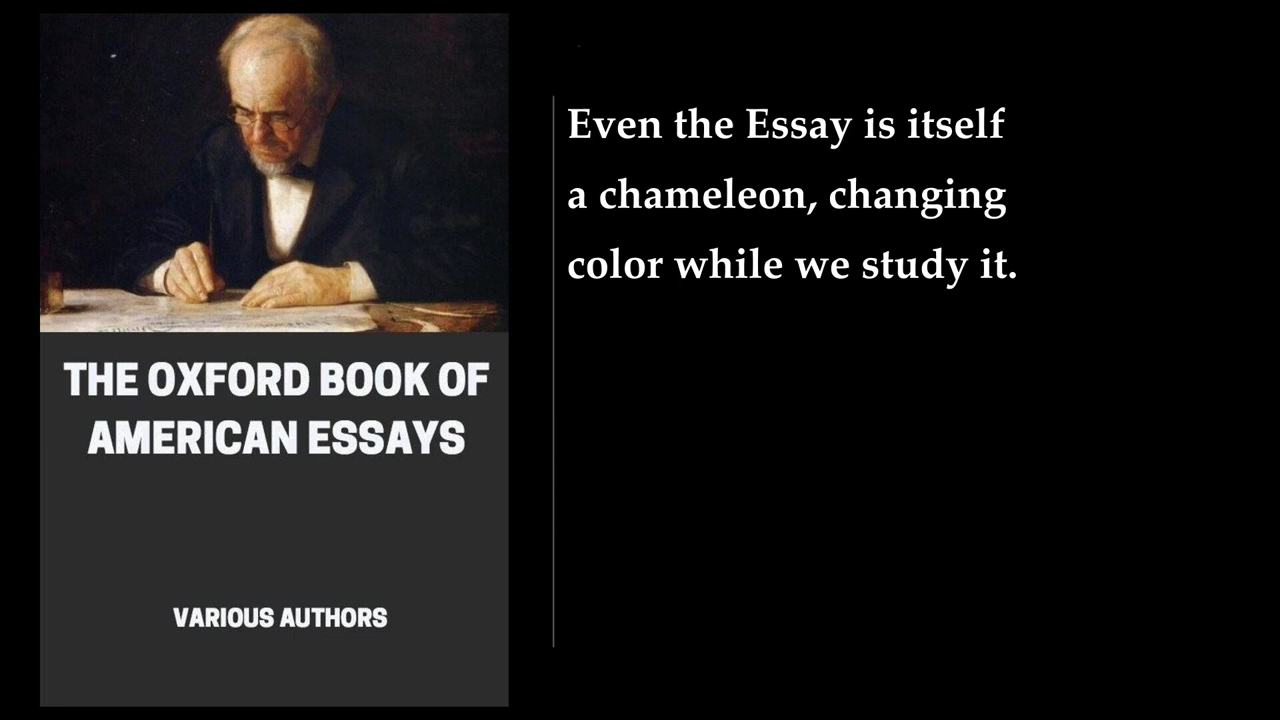 THE OXFORD BOOK OF
AMERICAN ESSAYS
VARIOUS AUTHORS
Even the Essay is itself
a chameleon, changing
color while we study it.